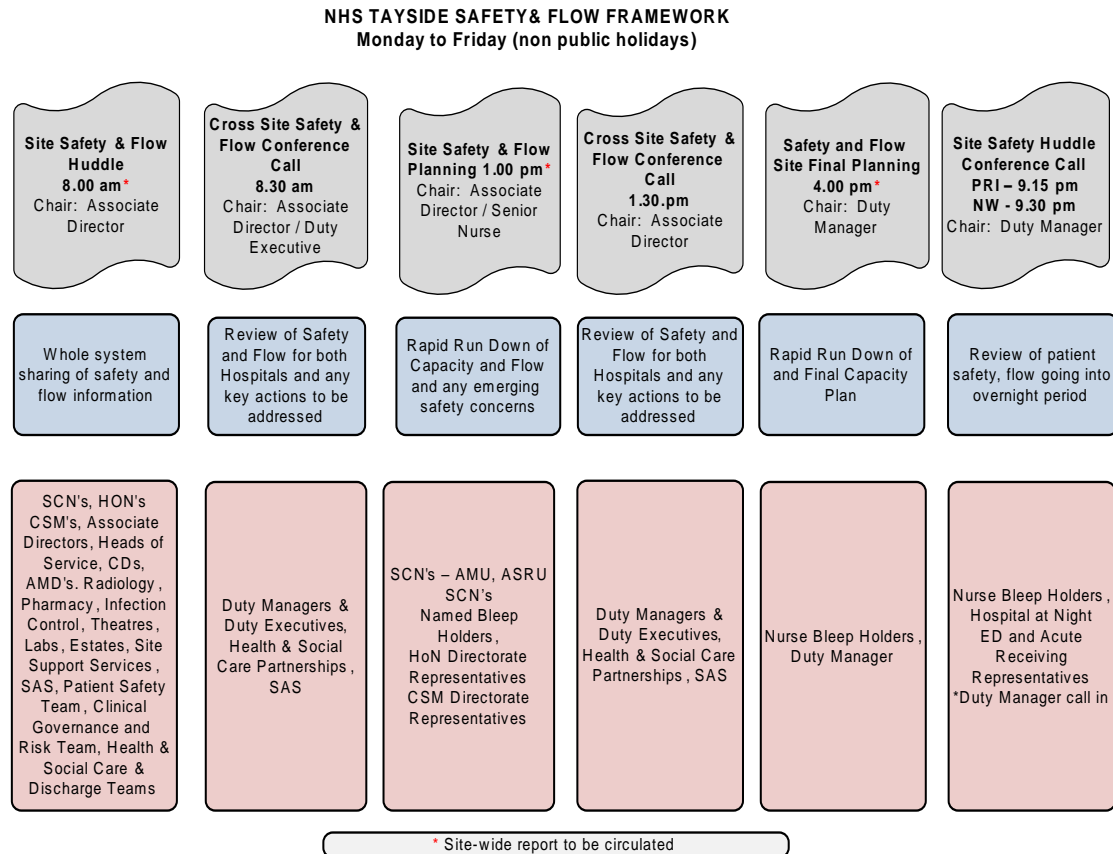 NHS TAYSIDE SAFETY& FLOW FRAMEWORK
Monday to Friday (non public holidays)
Site Safety & Flow
Huddle
8.00 am*
Chair: Associate
Director
Cross Site Safety &
Flow Conference
Call
8.30 am
Chair: Associate
Director / Duty
Executive
Site Safety & Flow
Planning 1.00 pm*
Chair: Associate
Director / Senior
Nurse
Cross Site Safety &
Flow Conference
Call
1.30.pm
Chair: Associate
Director
Safety and Flow
Site Final Planning
4.00 pm*
Chair: Duty
Manager
Site Safety Huddle
Conference Call
PRI – 9.15 pm
NW - 9.30 pm
Chair: Duty Manager
Whole system
sharing of safety and
flow information
Review of Safety
and Flow for both
Hospitals and any
key actions to be
addressed
Rapid Run Down of
Capacity and Flow
and any emerging
safety concerns
Review of Safety and
Flow for both
Hospitals and any
key actions to be
addressed
Rapid Run Down of
and Final Capacity
Plan
Review of patient
safety, flow going into
overnight period
SCN's, HON's
CSM's, Associate
Directors, Heads of
Service, CDs,
AMD's. Radiology,
Pharmacy, Infection
Control, Theatres,
Labs, Estates, Site
Support Services,
SAS, Patient Safety
Team, Clinical
Governance and
Risk Team, Health &
Social Care &
Discharge Teams
Duty Managers &
Duty Executives,
Health & Social
Care Partnerships,
SAS
SCN's – AMU, ASRU
SCN's
Named Bleep
Holders,
HoN Directorate
Representatives
CSM Directorate
Representatives
Duty Managers &
Duty Executives,
Health & Social Care
Partnerships, SAS
Nurse Bleep Holders,
Duty Manager
Nurse Bleep Holders,
Hospital at Night
ED and Acute
Receiving
Representatives
*Duty Manager call in
* Site-wide report to be circulated